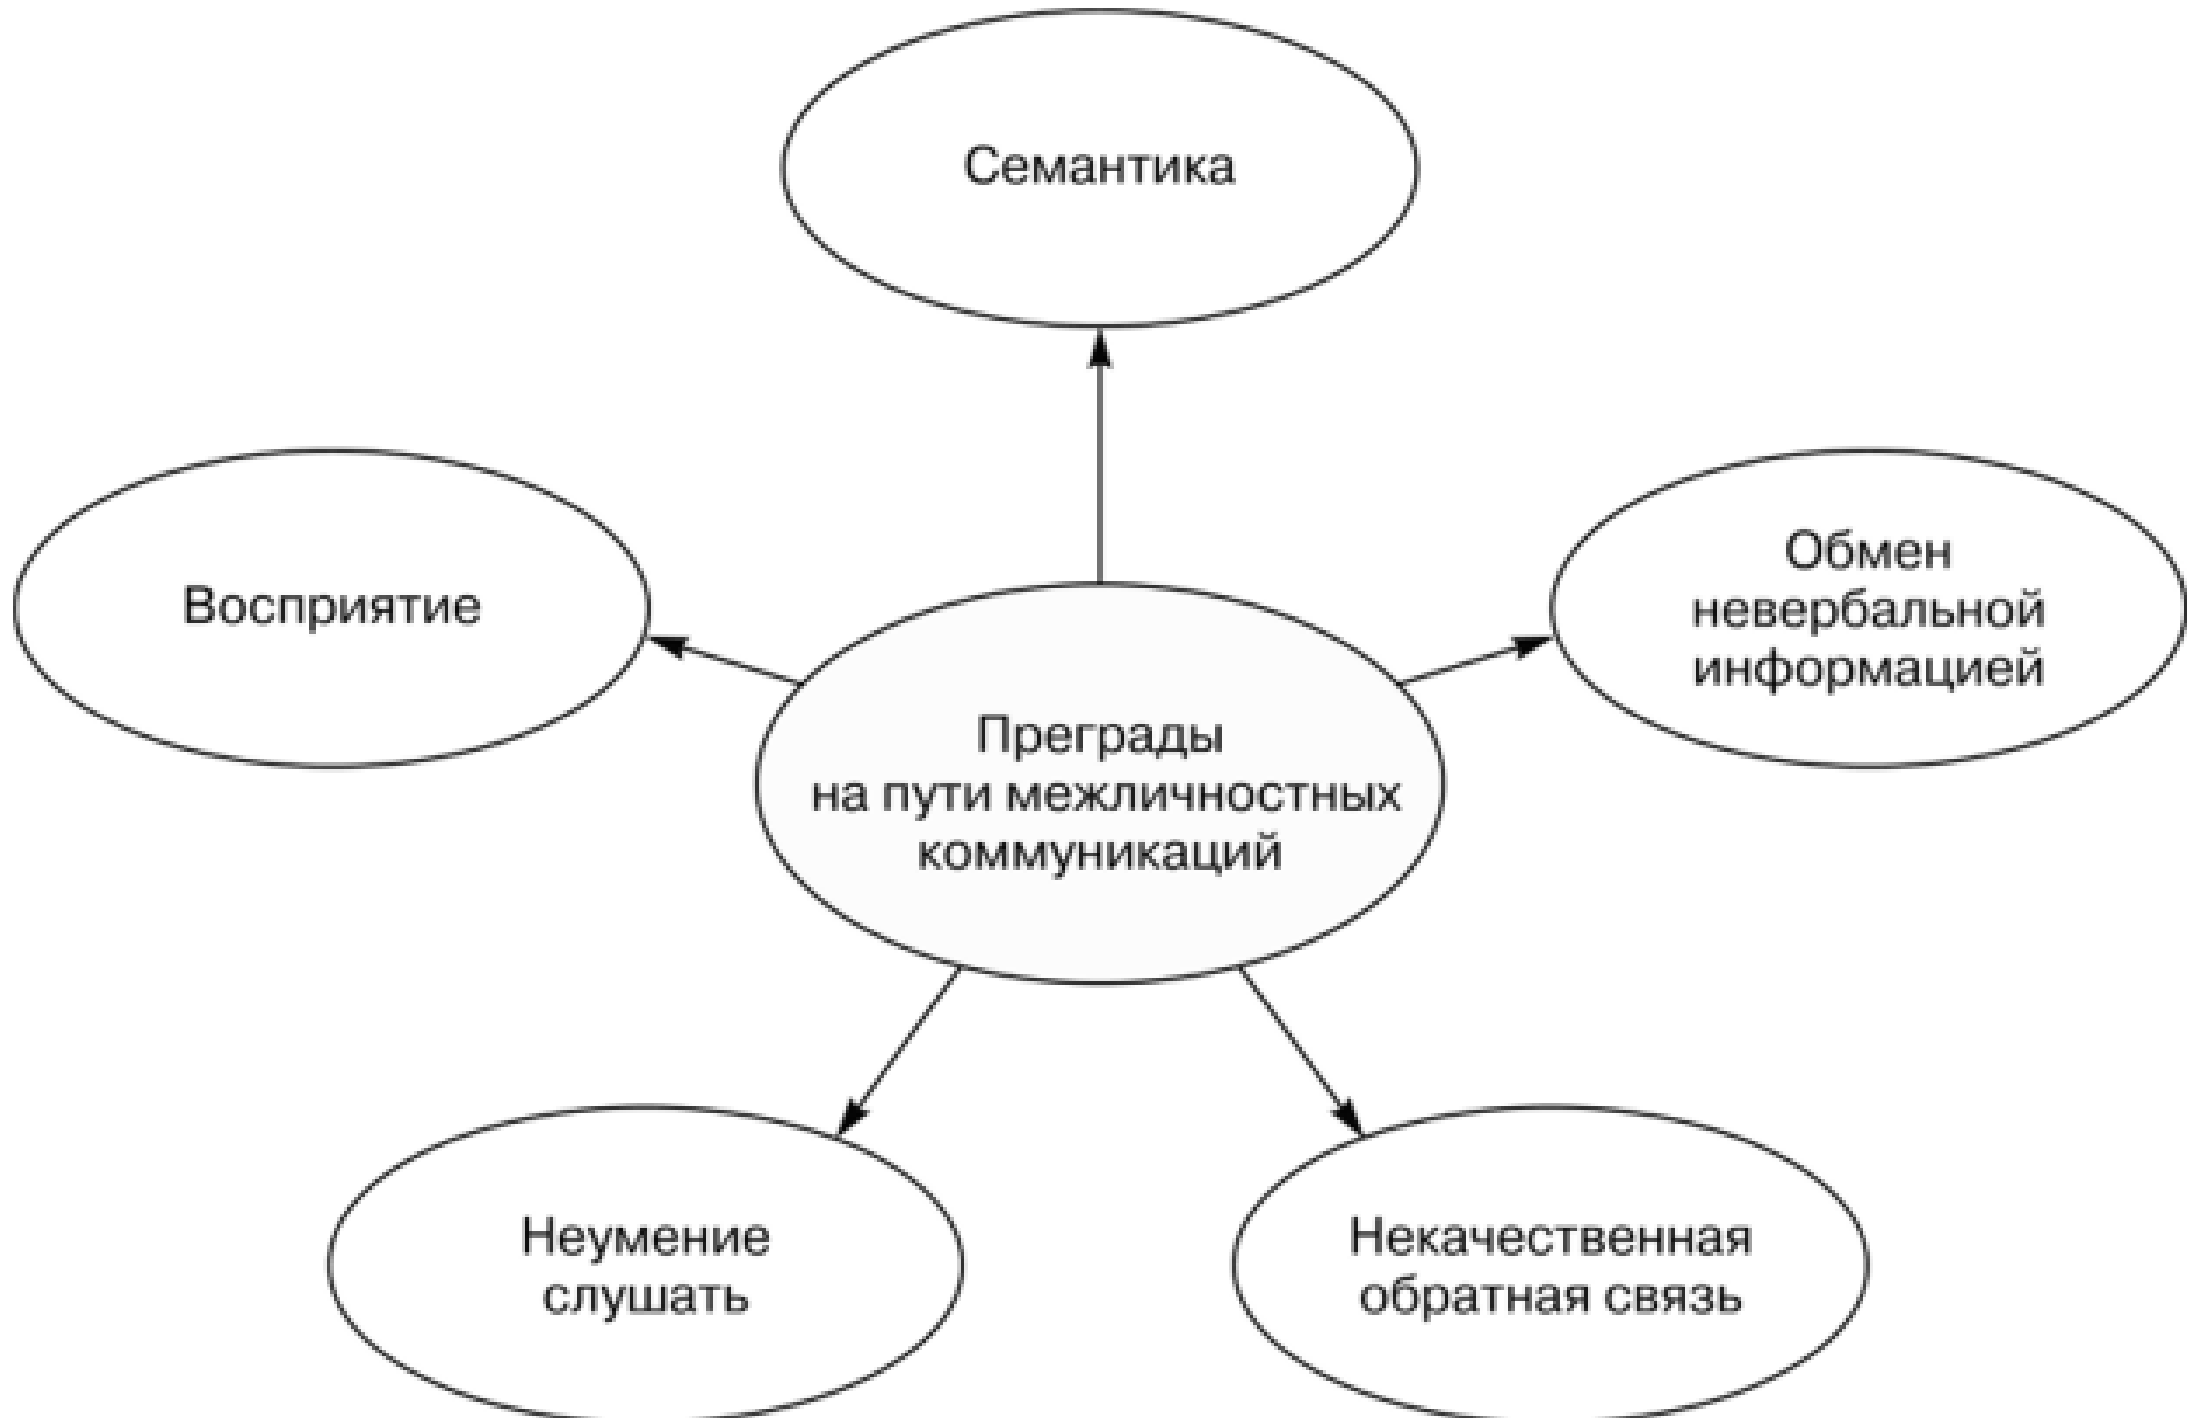 Семантика
Восприятие
Обмен
невербальной
информацией
Преграды
на пути межличностных
коммуникаций
Неумение
слушать
Некачественная
обратная связь